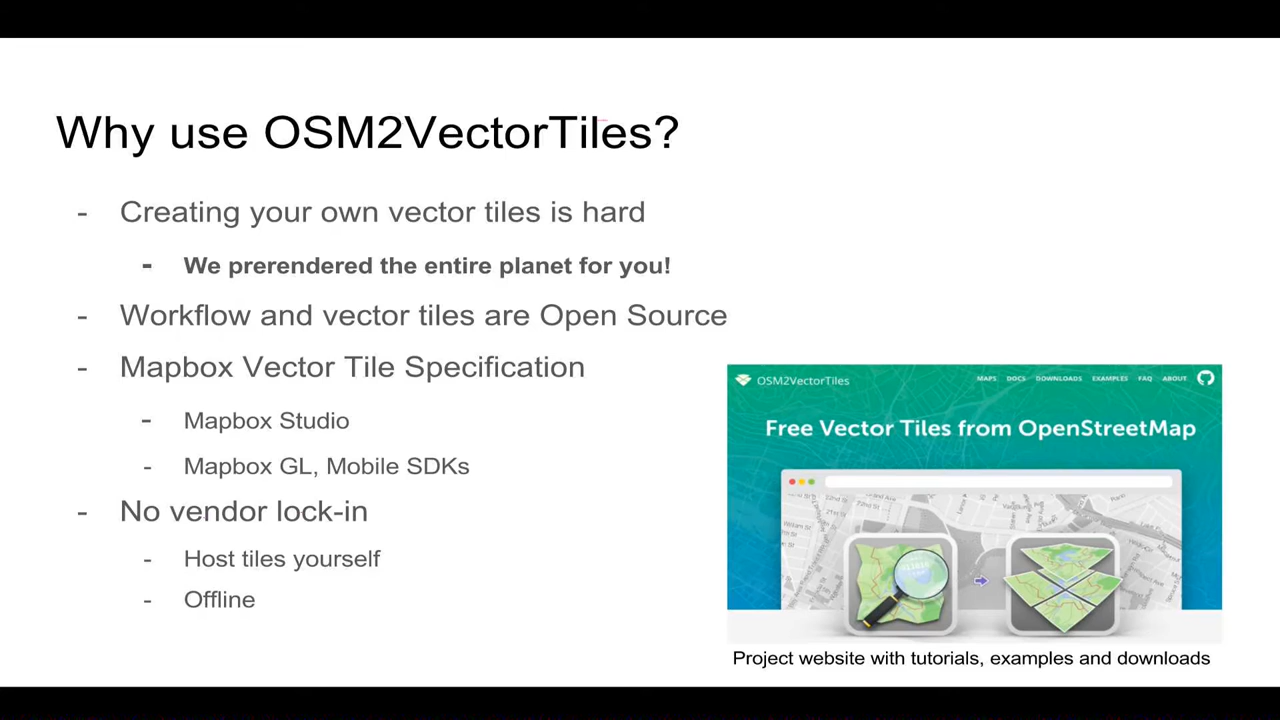 Why use OSM2VectorTiles?
- Creating your own vector tiles is hard
- We prerendered the entire planet for you!
- Workflow and vector tiles are Open Source
- Mapbox Vector Tile Specification
- Mapbox Studio
- Mapbox GL, Mobile SDKs
- No vendor lock-in
- Host tiles yourself
- Offline
OSM2VectorTiles MAPS DOCS DOWNLOADS EXAMPLES FAQ ABOUT
Free Vector Tiles from OpenStreetMap
Project website with tutorials, examples and downloads